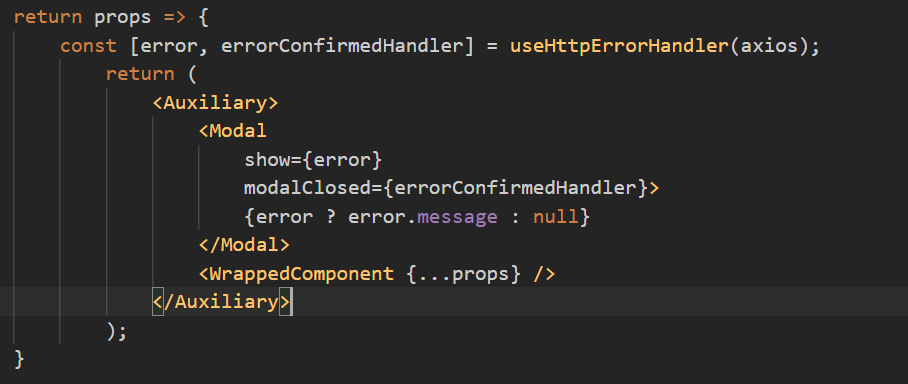 return props => {
    const [error, errorConfirmedHandler] = useHttpErrorHandler(axios);
        return (
            <Auxiliary>
                <Modal
                    show={error}
                    modalClosed={errorConfirmedHandler}>
                    {error ? error.message : null}
                </Modal>
                <WrappedComponent {...props} />
            </Auxiliary>
        );
}